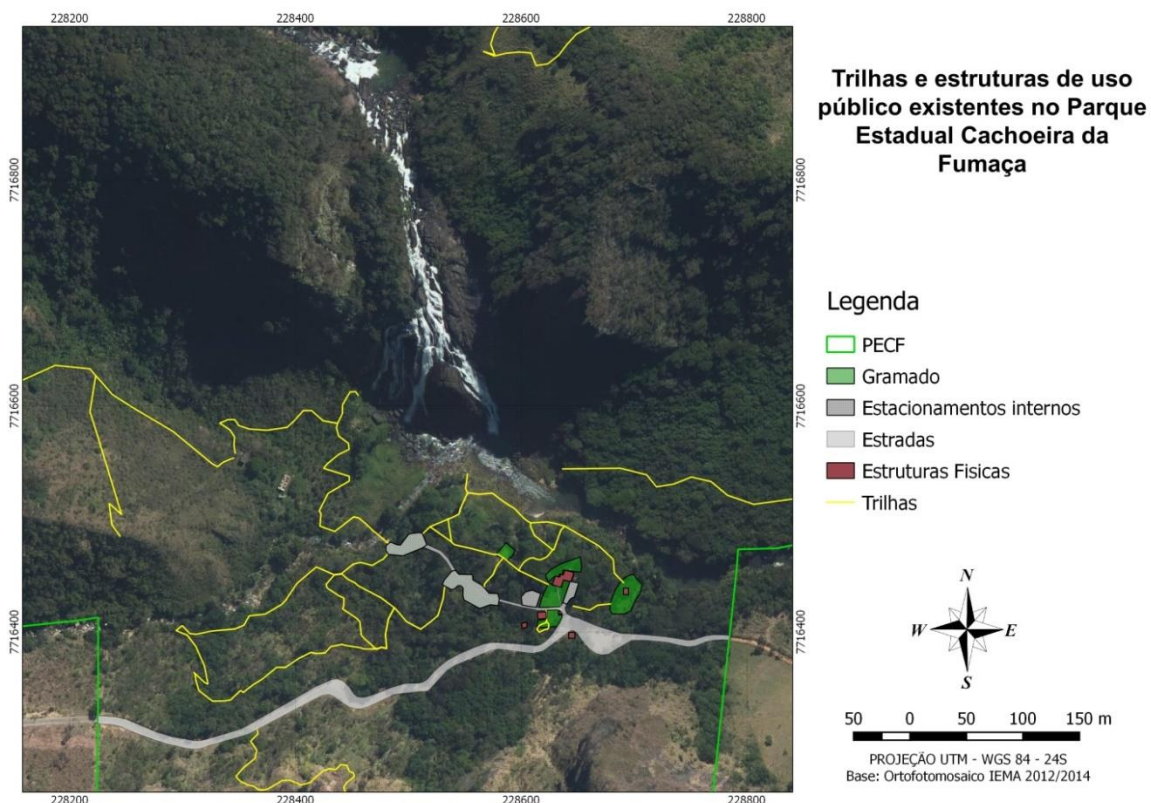 228200
228400
228600
228800
7716800
7716600
7716400
7716800
7716600
7716400
228200
228400
228600
228800
Trilhas e estruturas de uso
público existentes no Parque
Estadual Cachoeira da
Fumaça
Legenda
PECF
Gramado
Estacionamentos internos
Estradas
Estruturas Fisicas
Trilhas
N
W
E
S
50 0 50 100 150 m
PROJEÇÃO UTM - WGS 84 - 24S
Base: Ortofotomosaico IEMA 2012/2014